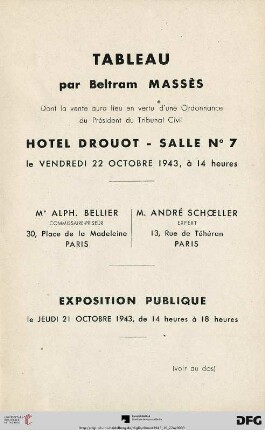 TABLEAU
par Beltram MASSÈS
Dont la vente aura lieu en vertu d'une Ordonnance
du Président du Tribunal Civil
HOTEL DROUOT - SALLE N° 7
le VENDREDI 22 OCTOBRE 1943, à 14 heures
Me ALPH. BELLIER
COMMISSAIRE-PRISEUR
30, Place de la Madeleine
PARIS
M. ANDRÉ SCHŒLLER
EXPERT
13, Rue de Téhéran
PARIS
EXPOSITION PUBLIQUE
le JEUDI 21 OCTOBRE 1943, de 14 heures à 18 heures
(voir au dos)
DFG